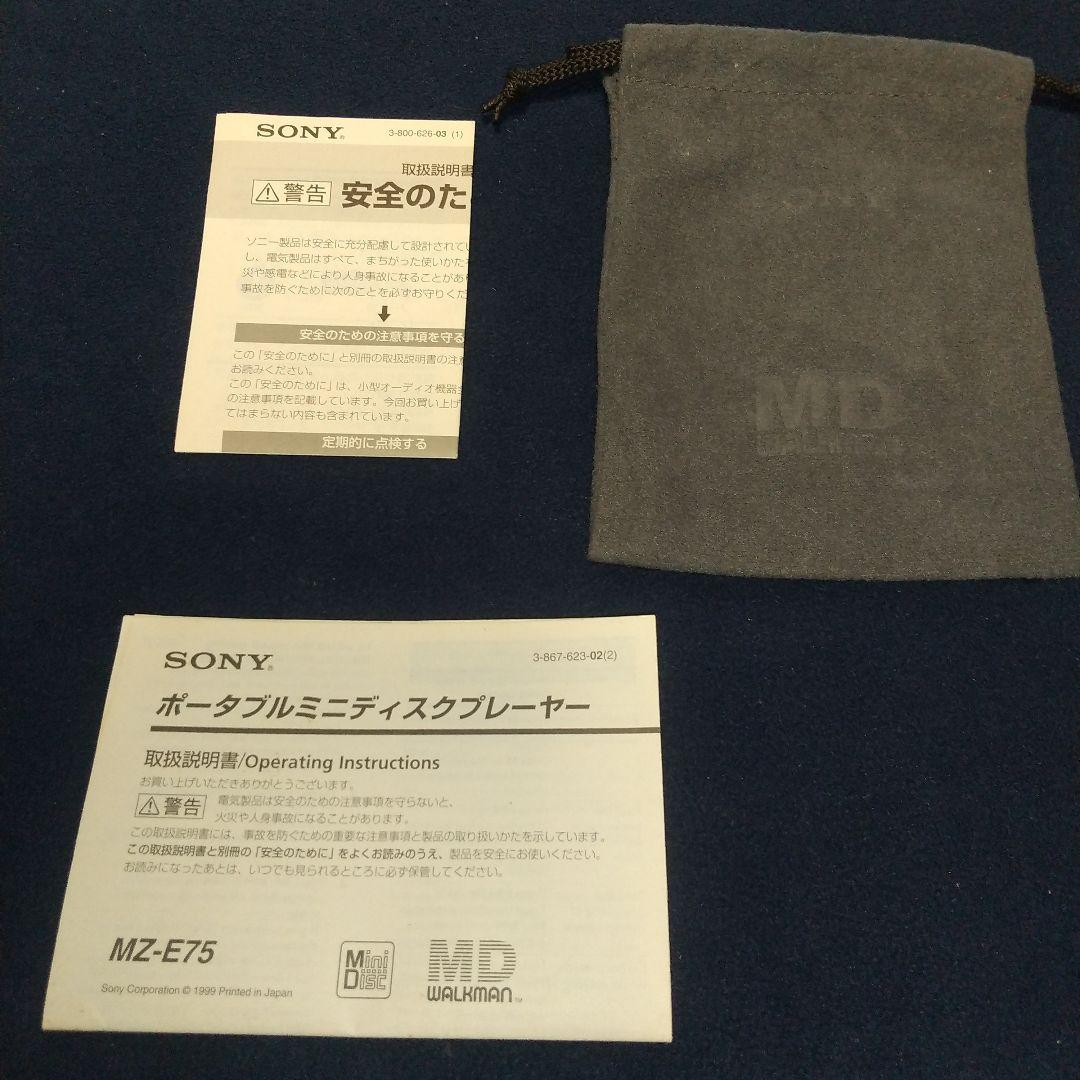 SONY®
3-800-626-03 (1)
取扱説明書
警告 安全のた
ソニー製品は安全に充分配慮して設計されてい
し、電気製品はすべて、まちがった使いかた
災や感電などにより人身事故になることがあ
事故を防ぐために次のことを必ずお守りくだ
安全のための注意事項を守る
この「安全のために」と別冊の取扱説明書の注
お読みください。
この「安全のために」は、小型オーディオ機器
の注意事項を記載しています。今回お買い上げ
てはまらない内容も含まれています。
定期的に点検する
SONY
MD
WALKMAN
SONY®
3-867-623-02(2)
ポータブルミニディスクプレーヤー
取扱説明書/Operating Instructions
お買い上げいただきありがとうございます。
警告 電気製品は安全のための注意事項を守らないと、
火災や人身事故になることがあります。
この取扱説明書には、事故を防ぐための重要な注意事項と製品の取り扱いかたを示しています。
この取扱説明書と別冊の「安全のために」をよくお読みのうえ、製品を安全にお使いください。
お読みになったあとは、いつでも見られるところに必ず保管してください。
MZ-E75
Mini
Disc
MD
WALKMAN™
Sony Corporation © 1999 Printed in Japan